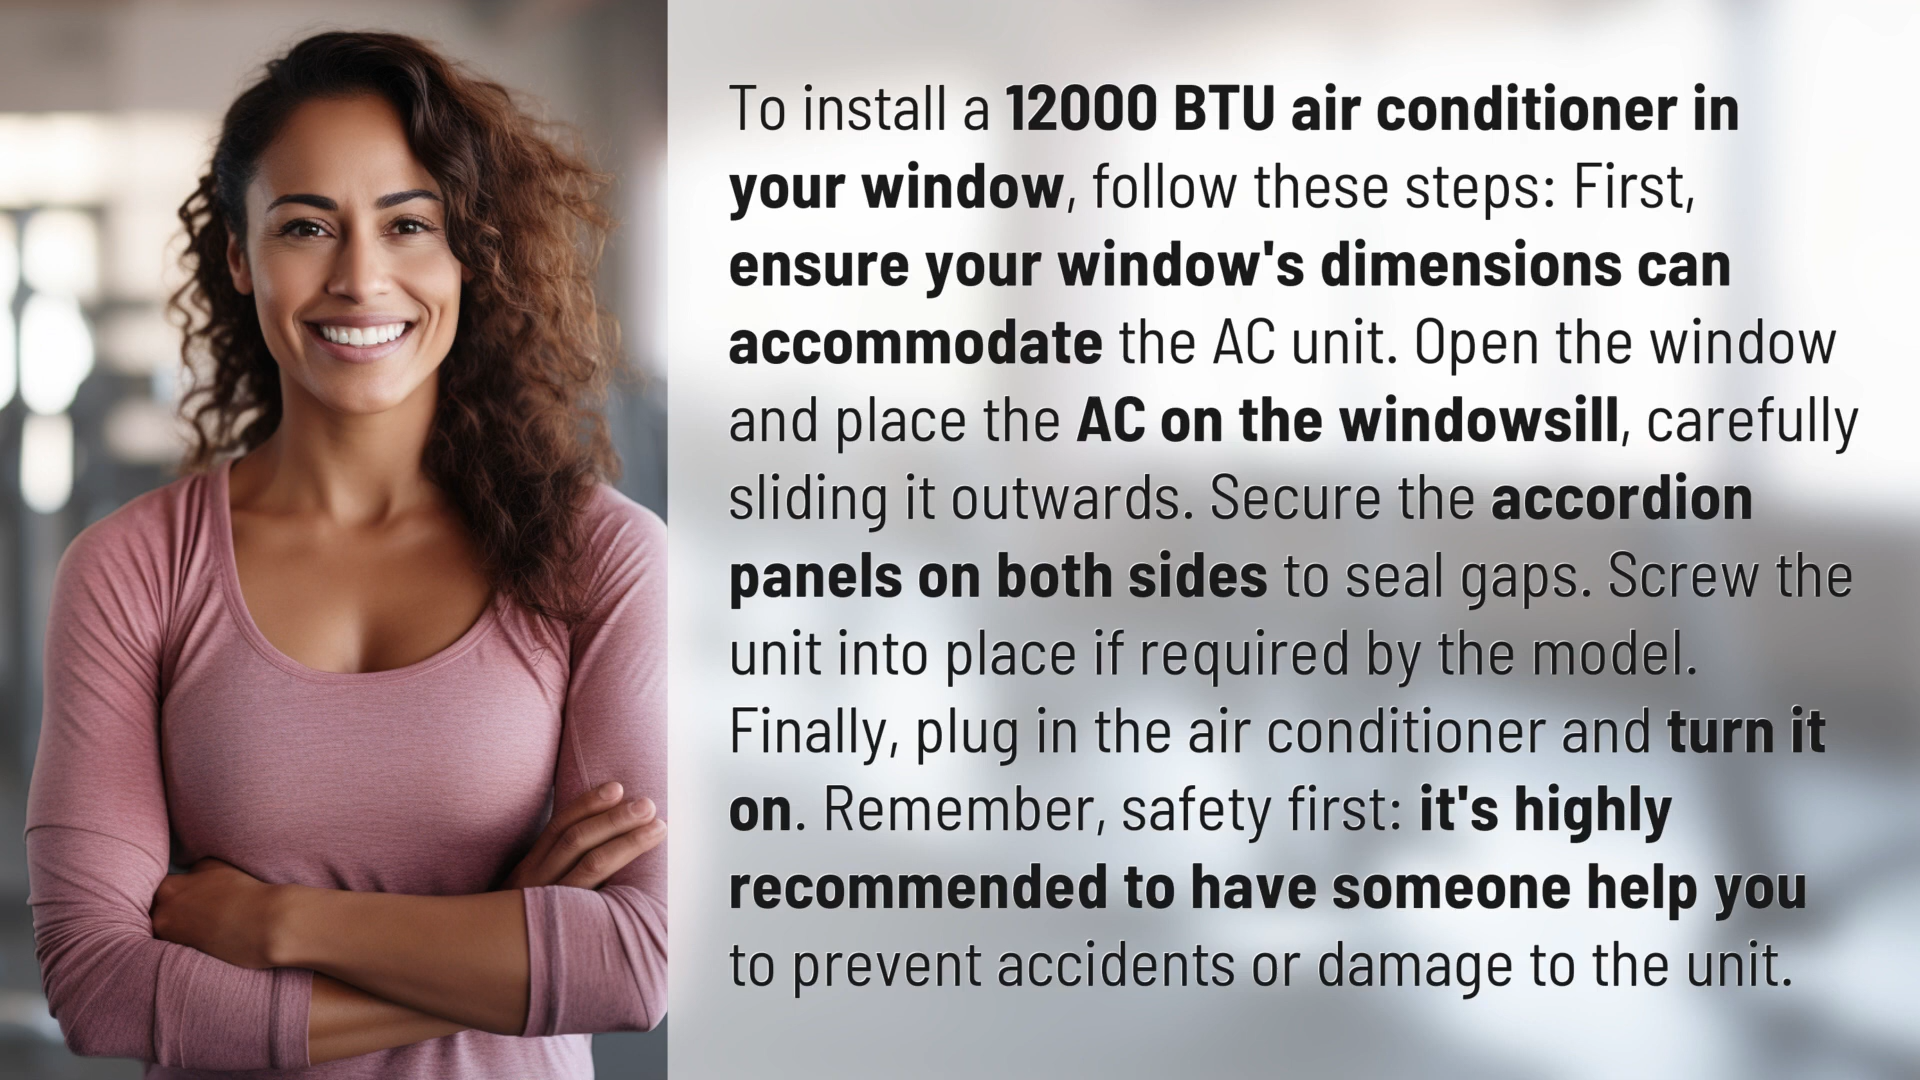 To install a 12000 BTU air conditioner in
your window, follow these steps: First,
ensure your window's dimensions can
accommodate the AC unit. Open the window
and place the AC on the windowsill, carefully
sliding it outwards. Secure the accordion
panels on both sides to seal gaps. Screw the
unit into place if required by the model.
Finally, plug in the air conditioner and turn it
on. Remember, safety first: it's highly
recommended to have someone help you
to prevent accidents or damage to the unit.